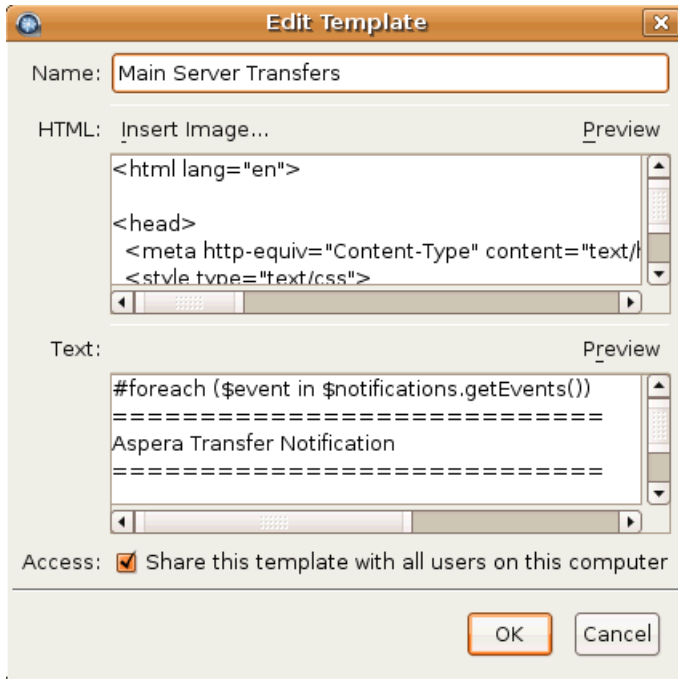 Edit Template
Name: Main Server Transfers
HTML: Insert Image... Preview
<html lang="en">
<head>
<meta http-equiv="Content-Type" content="text/
<style type="text/css">
Text: Preview
#foreach ($event in $notifications.getEvents())
============================
Aspera Transfer Notification
============================
Access: Share this template with all users on this computer
OK Cancel